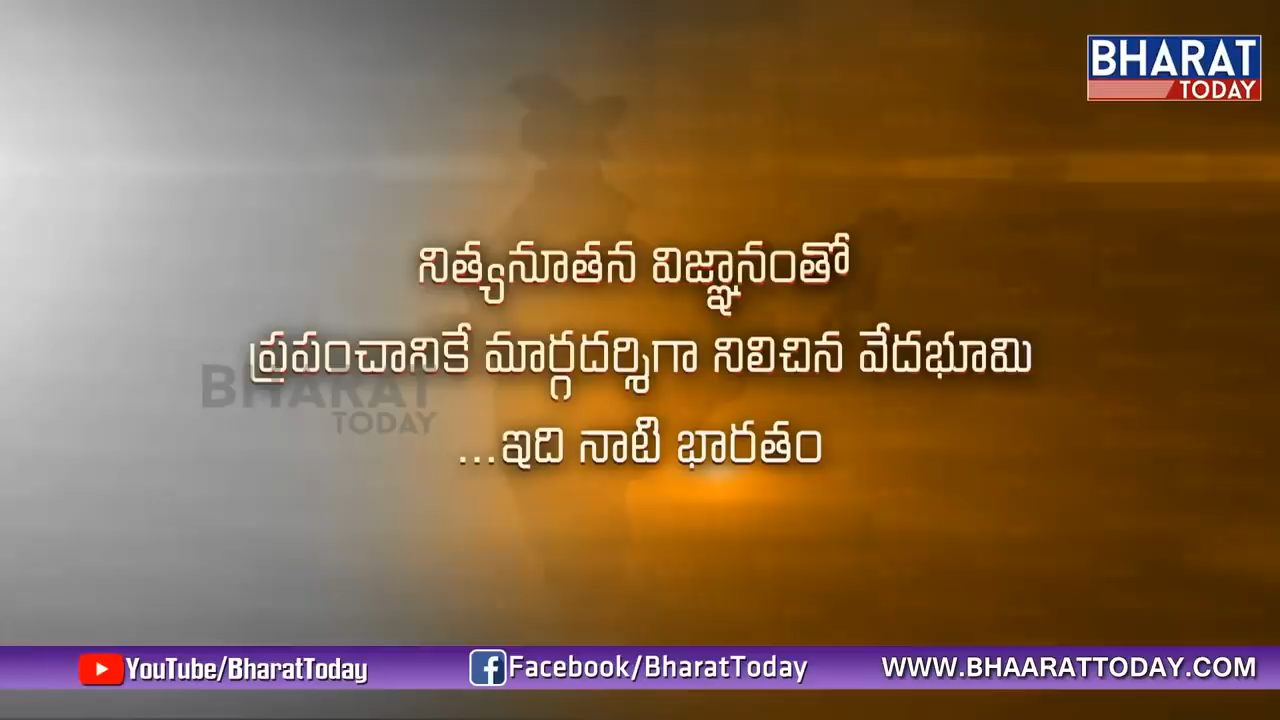 BHARAT
TODAY
నిత్యనూతన విజ్ఞానంతో
ప్రపంచానికే మార్గదర్శిగా నిలిచిన వేదభూమి
...ఇది నాటి భారతం
BHARAT
TODAY
YouTube/BharatToday
Facebook/BharatToday
WWW.BHAARATTODAY.COM